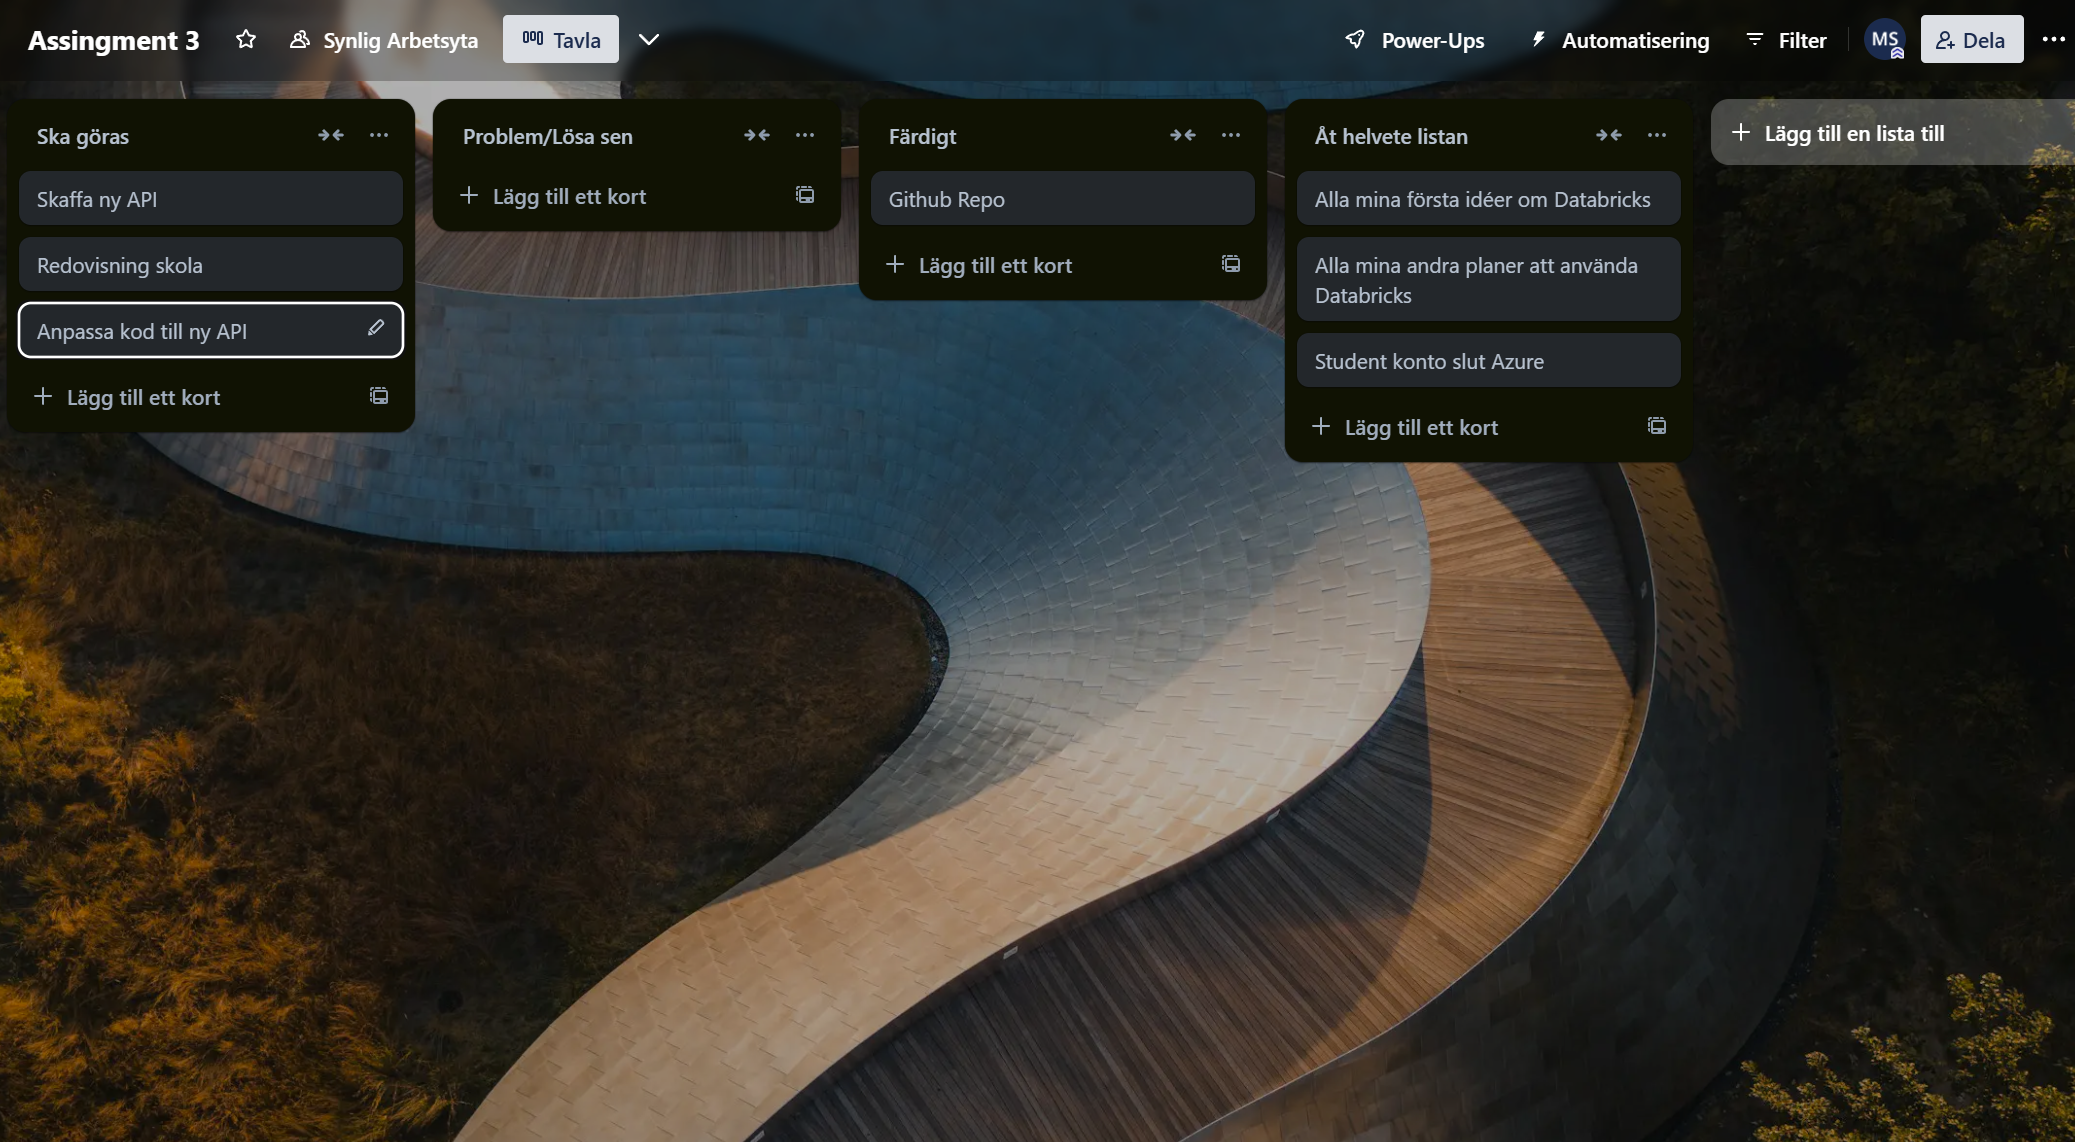 Assingment 3
Synlig Arbetsyta
Tavla
Power-Ups
Automatisering
Filter
MS
Dela
Ska göras
Skaffa ny API
Redovisning skola
Anpassa kod till ny API
Lägg till ett kort
Problem/Lösa sen
Lägg till ett kort
Färdigt
Github Repo
Lägg till ett kort
Åt helvete listan
Alla mina första idéer om Databricks
Alla mina andra planer att använda
Databricks
Student konto slut Azure
Lägg till ett kort
Lägg till en lista till